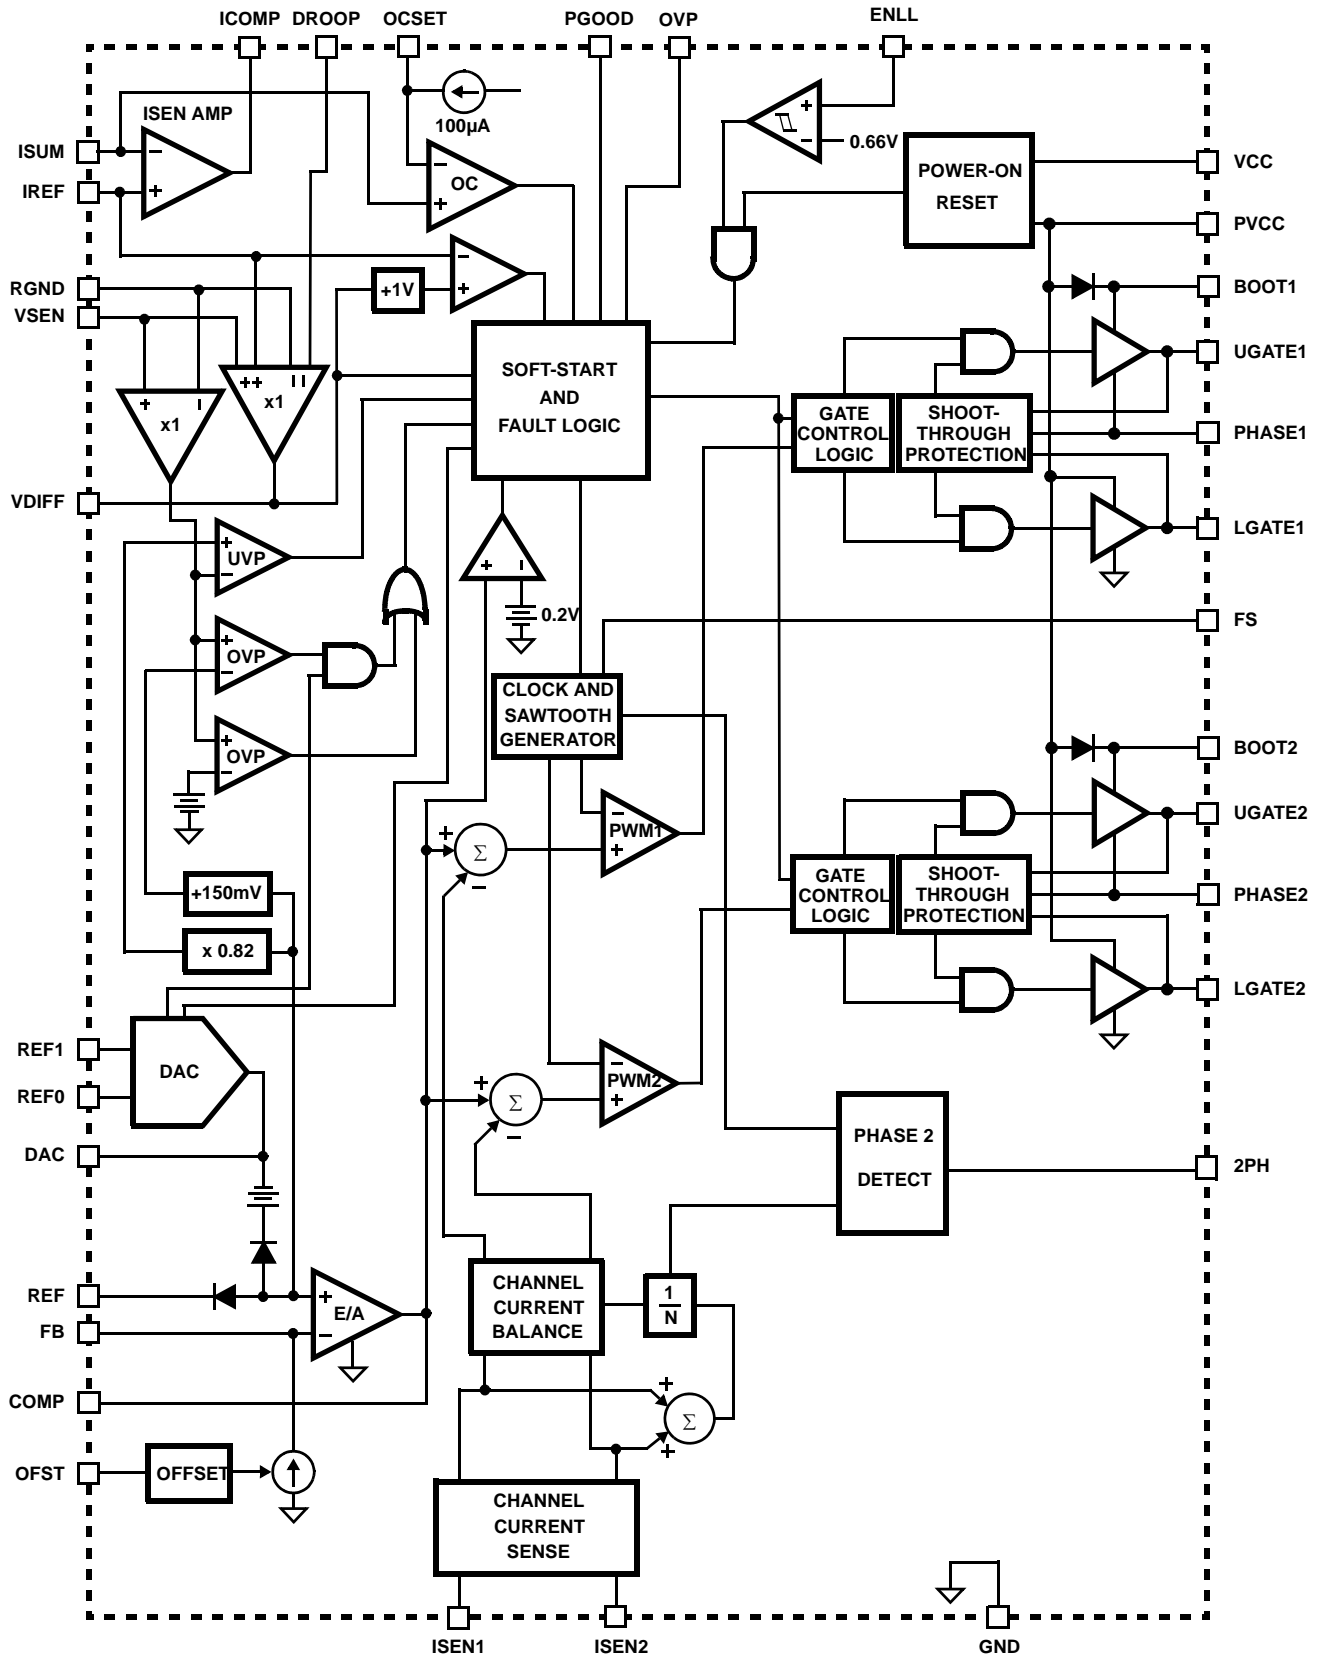 ICOMP DROOP OCSET PGOOD OVP ENLL
ISEN AMP
100µA
ISUM
IREF
− +
− OC +
+ −
0.66V
POWER-ON
RESET
VCC
PVCC
RGND
VSEN
+1V
− +
BOOT1
UGATE1
SOFT-START
AND
FAULT LOGIC
+ −
x1
++ −−
x1
GATE
CONTROL
LOGIC
SHOOT-
THROUGH
PROTECTION
PHASE1
VDIFF
LGATE1
+ UVP −
+ −
0.2V
FS
+ OVP −
CLOCK AND
SAWTOOTH
GENERATOR
+ OVP −
BOOT2
UGATE2
+ Σ −
− PWM1 +
GATE
CONTROL
LOGIC
SHOOT-
THROUGH
PROTECTION
PHASE2
+150mV
x 0.82
LGATE2
REF1
REF0
DAC
+ Σ −
− PWM2 +
DAC
PHASE 2
DETECT
2PH
REF
FB
+ E/A −
CHANNEL
CURRENT
BALANCE
1
N
COMP
+ Σ +
OFST
OFFSET
CHANNEL
CURRENT
SENSE
ISEN1 ISEN2 GND